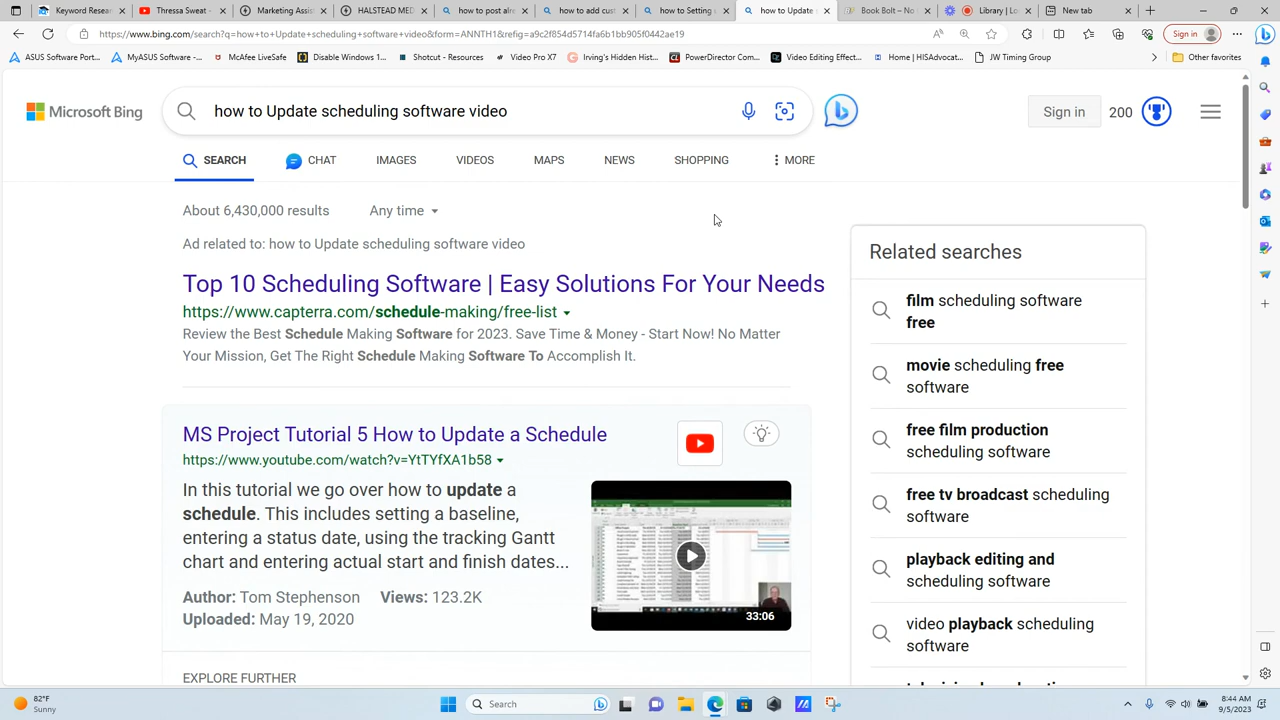 Keyword Resea
Thressa Sweat -
Marketing Assis
HALSTEAD MED
how to post alr
how to add cust
how to Setting u
how to Update
Book Bolt - New
Library | Lo
New tab
https://www.bing.com/search?q=how+to+Update+scheduling+software+video&form=ANNTH1&refig=a9c2f854d5714fa6b1bb905f0442ae19
Sign in
ASUS Software Port...
MyASUS Software -...
McAfee LiveSafe
Disable Windows 1...
Shotcut - Resources
Video Pro X7
Irving's Hidden Hist...
PowerDirector Com...
Video Editing Effect...
Home | HISAdvocat...
JW Timing Group
Other favorites
Microsoft Bing
how to Update scheduling software video
Sign in
200
SEARCH
CHAT
IMAGES
VIDEOS
MAPS
NEWS
SHOPPING
MORE
About 6,430,000 results
Any time
Ad related to: how to Update scheduling software video
Top 10 Scheduling Software | Easy Solutions For Your Needs
https://www.capterra.com/schedule-making/free-list
Review the Best Schedule Making Software for 2023. Save Time & Money - Start Now! No Matter
Your Mission, Get The Right Schedule Making Software To Accomplish It.
MS Project Tutorial 5 How to Update a Schedule
https://www.youtube.com/watch?v=YtTYfXA1b58
In this tutorial we go over how to update a
schedule. This includes setting a baseline,
entering a status date, using the tracking Gantt
chart and entering actual start and finish dates...
Author: Tom Stephenson
Views: 123.2K
Uploaded: May 19, 2020
33:06
EXPLORE FURTHER
Related searches
film scheduling software
free
movie scheduling free
software
free film production
scheduling software
free tv broadcast scheduling
software
playback editing and
scheduling software
video playback scheduling
software
82°F
Sunny
Search
8:44 AM
9/5/2023